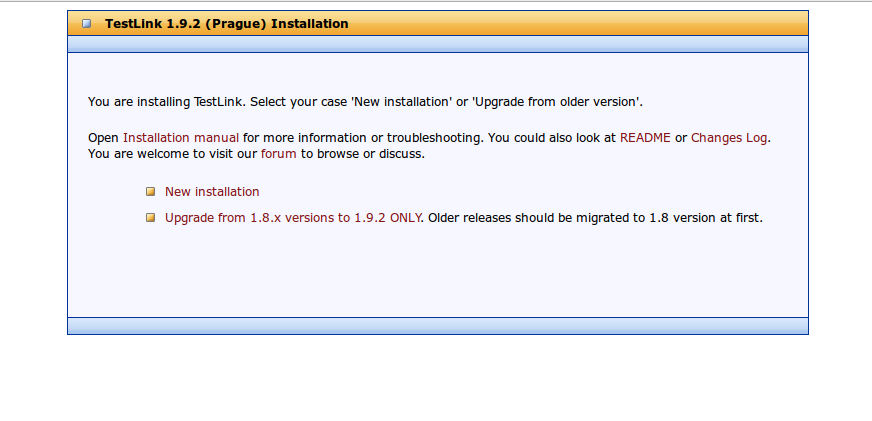 TestLink 1.9.2 (Prague) Installation
You are installing TestLink. Select your case 'New installation' or 'Upgrade from older version'.
Open Installation manual for more information or troubleshooting. You could also look at README or Changes Log.
You are welcome to visit our forum to browse or discuss.
New installation
Upgrade from 1.8.x versions to 1.9.2 ONLY. Older releases should be migrated to 1.8 version at first.